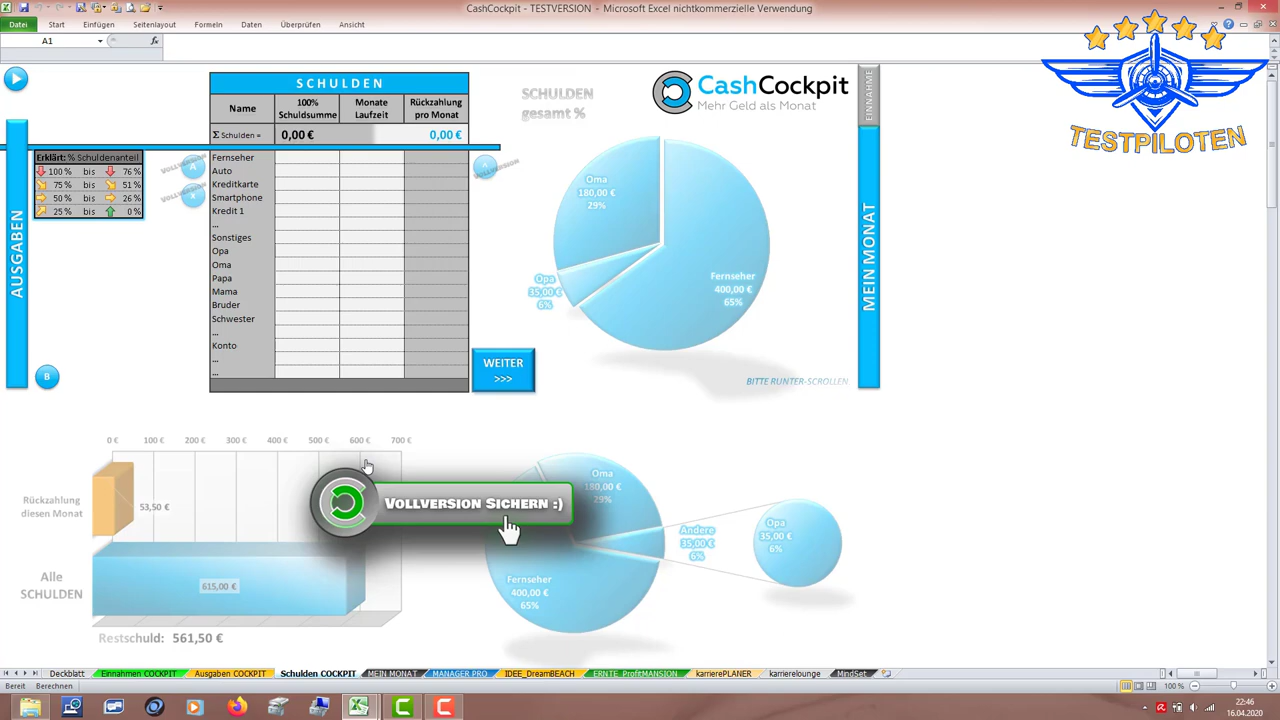 CashCockpit - TESTVERSION - Microsoft Excel nichtkommerzielle Verwendung
Datei Start Einfügen Seitenlayout Formeln Daten Überprüfen Ansicht
A1 fx
TESTPILOTEN
CashCockpit
Mehr Geld als Monat
EINNAHME
MEIN MONAT
AUSGABEN
SCHULDEN
Name 100% Schuldsumme Monate Laufzeit Rückzahlung pro Monat
Σ Schulden = 0,00 € 0,00 €
Fernseher
Auto
Kreditkarte
Smartphone
Kredit 1
...
Sonstiges
Opa
Oma
Papa
Mama
Bruder
Schwester
...
Konto
...
...
Erklärt: % Schuldenanteil
100 % bis 76 %
75 % bis 51 %
50 % bis 26 %
25 % bis 0 %
VOLLVERSION A
VOLLVERSION X
VOLLVERSION
B
WEITER
>>>
SCHULDEN
gesamt %
Oma
180,00 €
29%
Opa
35,00 €
6%
Fernseher
400,00 €
65%
BITTE RUNTER-SCROLLEN
0 € 100 € 200 € 300 € 400 € 500 € 600 € 700 €
Rückzahlung
diesen Monat
53,50 €
Alle
SCHULDEN
615,00 €
Restschuld: 561,50 €
VOLLVERSION SICHERN :)
Oma
180,00 €
29%
Andere
35,00 €
6%
Opa
35,00 €
6%
Fernseher
400,00 €
65%
Deckblatt Einnahmen COCKPIT Ausgaben COCKPIT Schulden COCKPIT MEIN MONAT MANAGER PRO IDEE_DreamBEACH ERNTE_ProfitMANSION karrierePLANER karrierelounge MindSet
Bereit Berechnen 100 %
22:46
16.04.2020